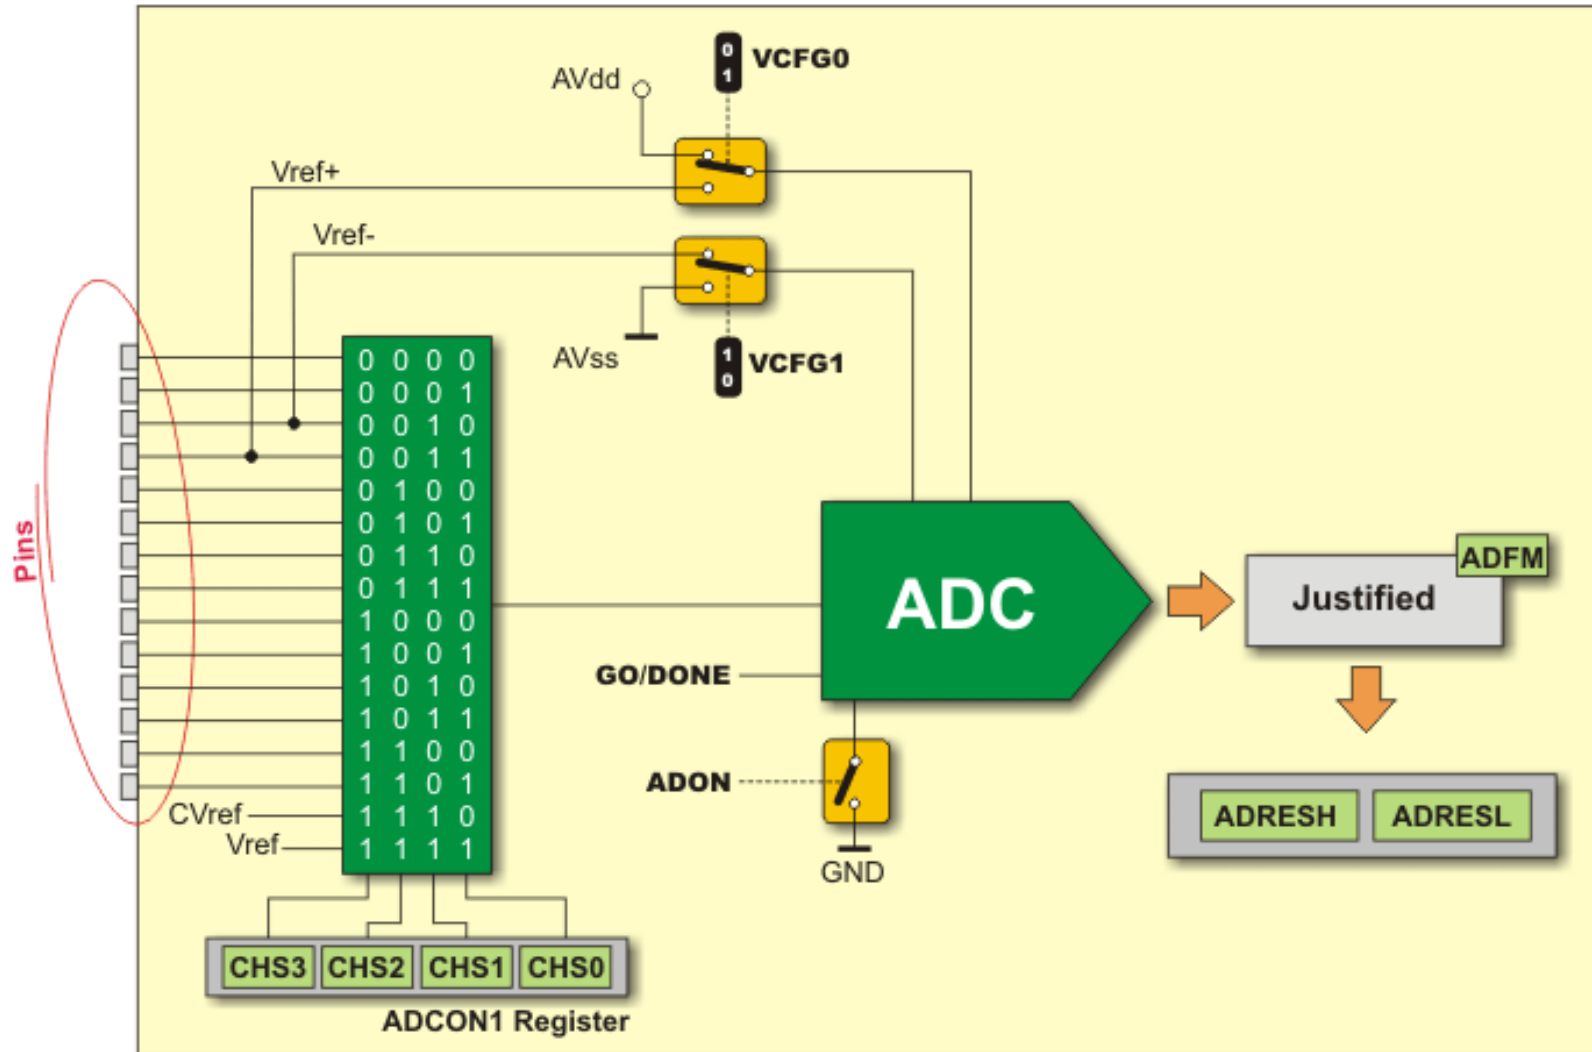 0
1
VCFG0
AVdd
Vref+
Vref-
AVss
1
0
VCFG1
0 0 0 0
0 0 0 1
0 0 1 0
0 0 1 1
0 1 0 0
0 1 0 1
0 1 1 0
0 1 1 1
1 0 0 0
1 0 0 1
1 0 1 0
1 0 1 1
1 1 0 0
1 1 0 1
1 1 1 0
1 1 1 1
Pins
CVref
Vref
ADC
GO/DONE
ADON
GND
ADFM
Justified
ADRESH ADRESL
CHS3 CHS2 CHS1 CHS0
ADCON1 Register